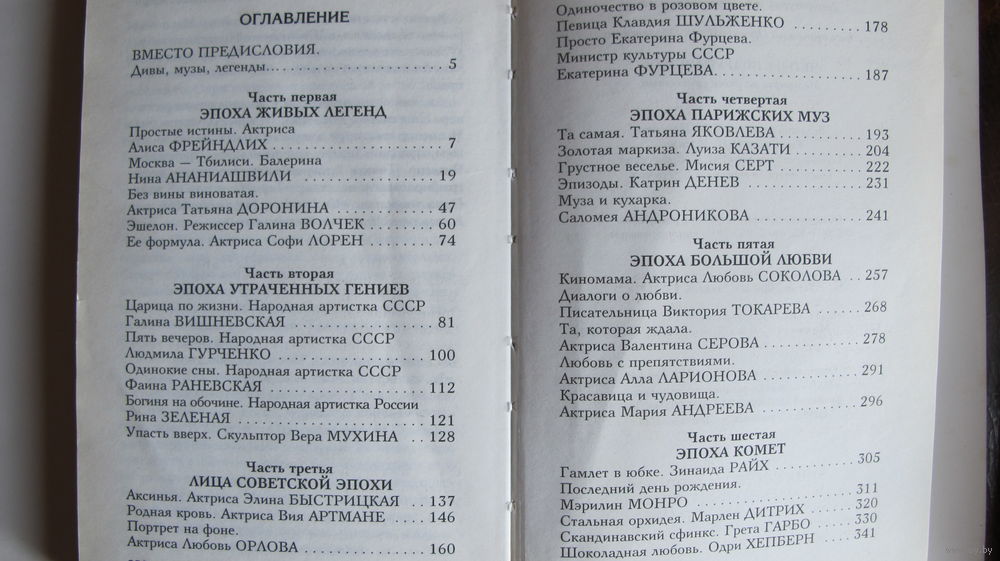 ОГЛАВЛЕНИЕ
ВМЕСТО ПРЕДИСЛОВИЯ.
Дивы, музы, легенды... 5
Часть первая
ЭПОХА ЖИВЫХ ЛЕГЕНД
Простые истины. Актриса
Алиса ФРЕЙНДЛИХ 7
Москва — Тбилиси. Балерина
Нина АНАНИАШВИЛИ 19
Без вины виноватая.
Актриса Татьяна ДОРОНИНА 47
Эшелон. Режиссер Галина ВОЛЧЕК 60
Ее формула. Актриса Софи ЛОРЕН 74
Часть вторая
ЭПОХА УТРАЧЕННЫХ ГЕНИЕВ
Царица по жизни. Народная артистка СССР
Галина ВИШНЕВСКАЯ 81
Пять вечеров. Народная артистка СССР
Людмила ГУРЧЕНКО 100
Одинокие сны. Народная артистка СССР
Фаина РАНЕВСКАЯ 112
Богиня на обочине. Народная артистка России
Рина ЗЕЛЕНАЯ 121
Упасть вверх. Скульптор Вера МУХИНА 128
Часть третья
ЛИЦА СОВЕТСКОЙ ЭПОХИ
Аксинья. Актриса Элина БЫСТРИЦКАЯ 137
Родная кровь. Актриса Вия АРТМАНЕ 146
Портрет на фоне.
Актриса Любовь ОРЛОВА 160
Одиночество в розовом цвете.
Певица Клавдия ШУЛЬЖЕНКО 178
Просто Екатерина Фурцева.
Министр культуры СССР
Екатерина ФУРЦЕВА 187
Часть четвертая
ЭПОХА ПАРИЖСКИХ МУЗ
Та самая. Татьяна ЯКОВЛЕВА 193
Золотая маркиза. Луиза КАЗАТИ 204
Грустное веселье. Мисия СЕРТ 222
Эпизоды. Катрин ДЕНЕВ 231
Муза и кухарка.
Саломея АНДРОНИКОВА 241
Часть пятая
ЭПОХА БОЛЬШОЙ ЛЮБВИ
Киномама. Актриса Любовь СОКОЛОВА 257
Диалоги о любви.
Писательница Виктория ТОКАРЕВА 268
Та, которая ждала.
Актриса Валентина СЕРОВА 278
Любовь с препятствиями.
Актриса Алла ЛАРИОНОВА 291
Красавица и чудовища.
Актриса Мария АНДРЕЕВА 296
Часть шестая
ЭПОХА КОМЕТ
Гамлет в юбке. Зинаида РАЙХ 305
Последний день рождения.
Мэрилин МОНРО 311
Стальная орхидея. Марлен ДИТРИХ 320
Скандинавский сфинкс. Грета ГАРБО 330
Шоколадная любовь. Одри ХЕПБЕРН 341